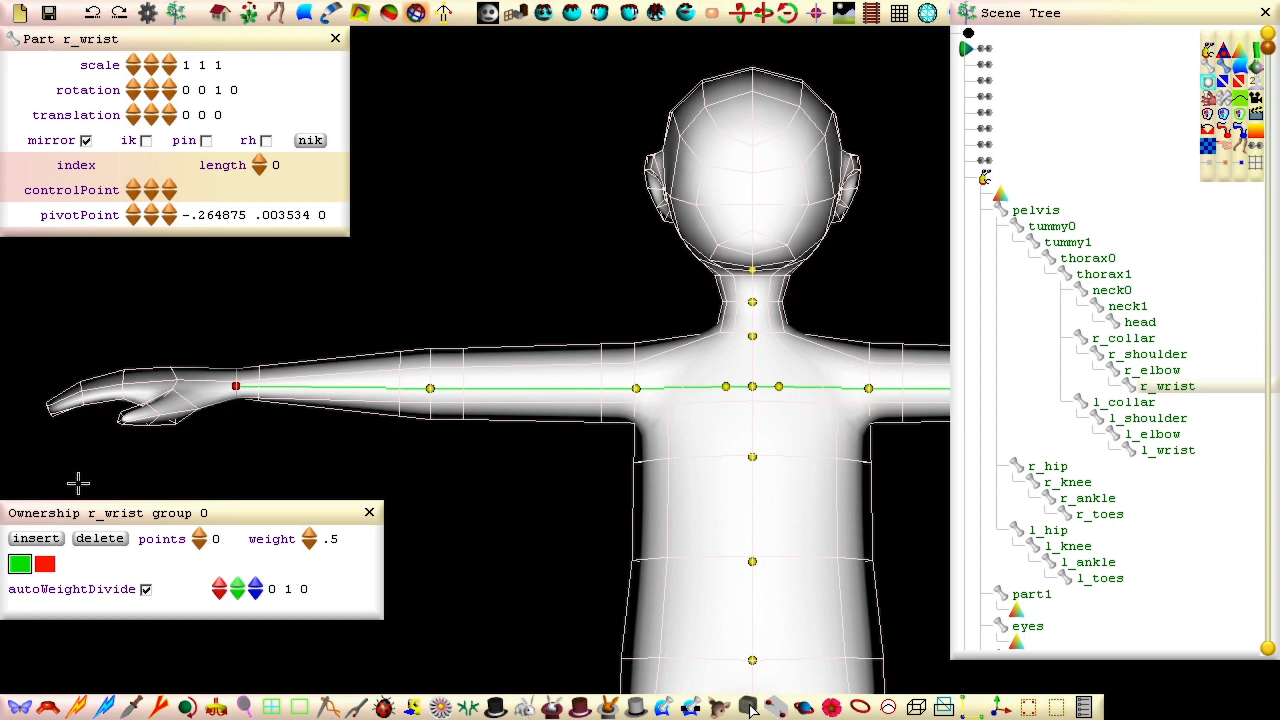 Part r_wrist
scale 1 1 1
rotation 0 0 1 0
translation 0 0 0
mirror ik pin rh nik
index length 0
controlPoint
pivotPoint -.264875 .003534 0
Ownership r_wrist group 0
insert delete points 0 weight .5
autoWeightDivide 0 1 0
Scene Tree
pelvis
tummy0
tummy1
thorax0
thorax1
neck0
neck1
head
r_collar
r_shoulder
r_elbow
r_wrist
l_collar
l_shoulder
l_elbow
l_wrist
r_hip
r_knee
r_ankle
r_toes
l_hip
l_knee
l_ankle
l_toes
part1
eyes